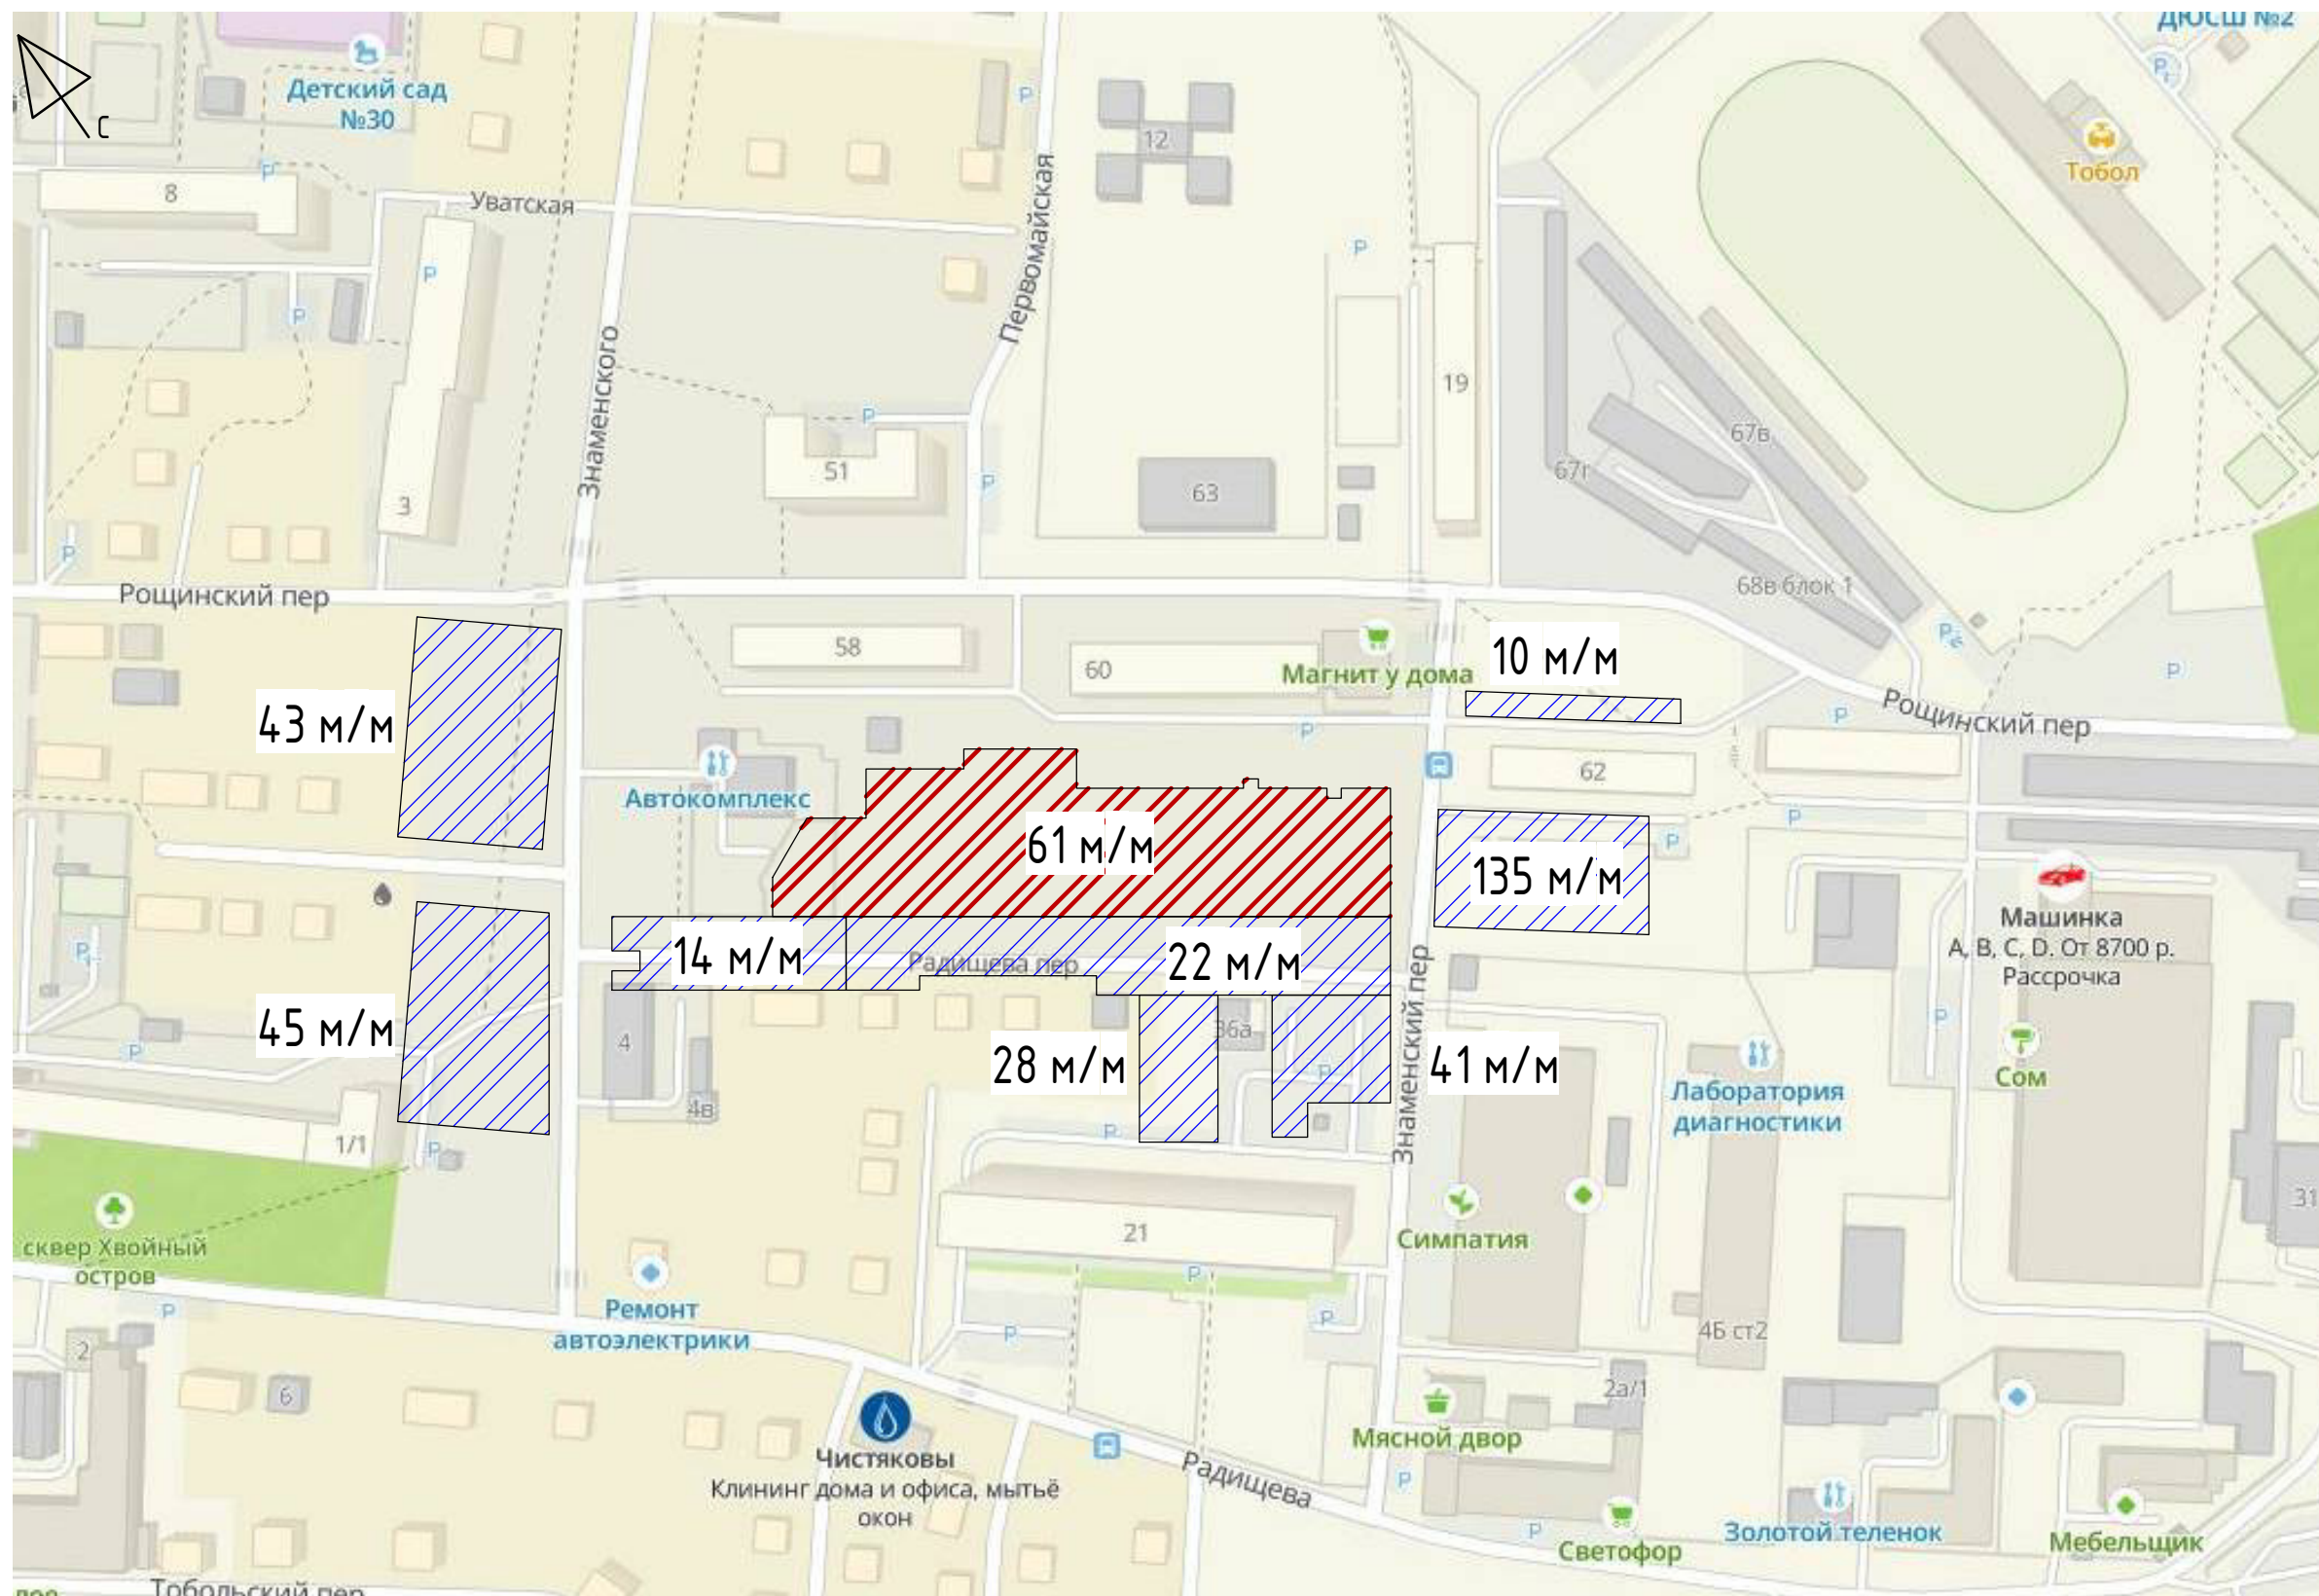 ДЮСШ №2
С
Детский сад
№30
Р
12
Р
Тобол
Р
8
Уватская
Первомайская
Р
Р
Р
Знаменского
19
Р
51
67в
67г
3
Р
63
Р
Рощинский пер
68в блок 1
58
60
Магнит у дома
10 м/м
Р
Р
Рощинский пер
43 м/м
Р
Р
62
Автокомплекс
61 м/м
135 м/м
Р
Р
Машинка
А, В, С, D. От 8700 р.
Рассрочка
14 м/м
Радищева пер
22 м/м
Знаменский пер
Р
45 м/м
4
36а
Р
Р
28 м/м
Р
41 м/м
Лаборатория
диагностики
Сом
4в
Р
1/1
Р
31
21
Симпатия
сквер Хвойный
остров
Р
Р
Ремонт
автоэлектрики
Р
Р
4Б ст2
2
6
2а/1
Чистяковы
Клининг дома и офиса, мытьё
окон
Мясной двор
Радищева
Р
Р
Светофор
Золотой теленок
Мебельщик
Тобольский пер